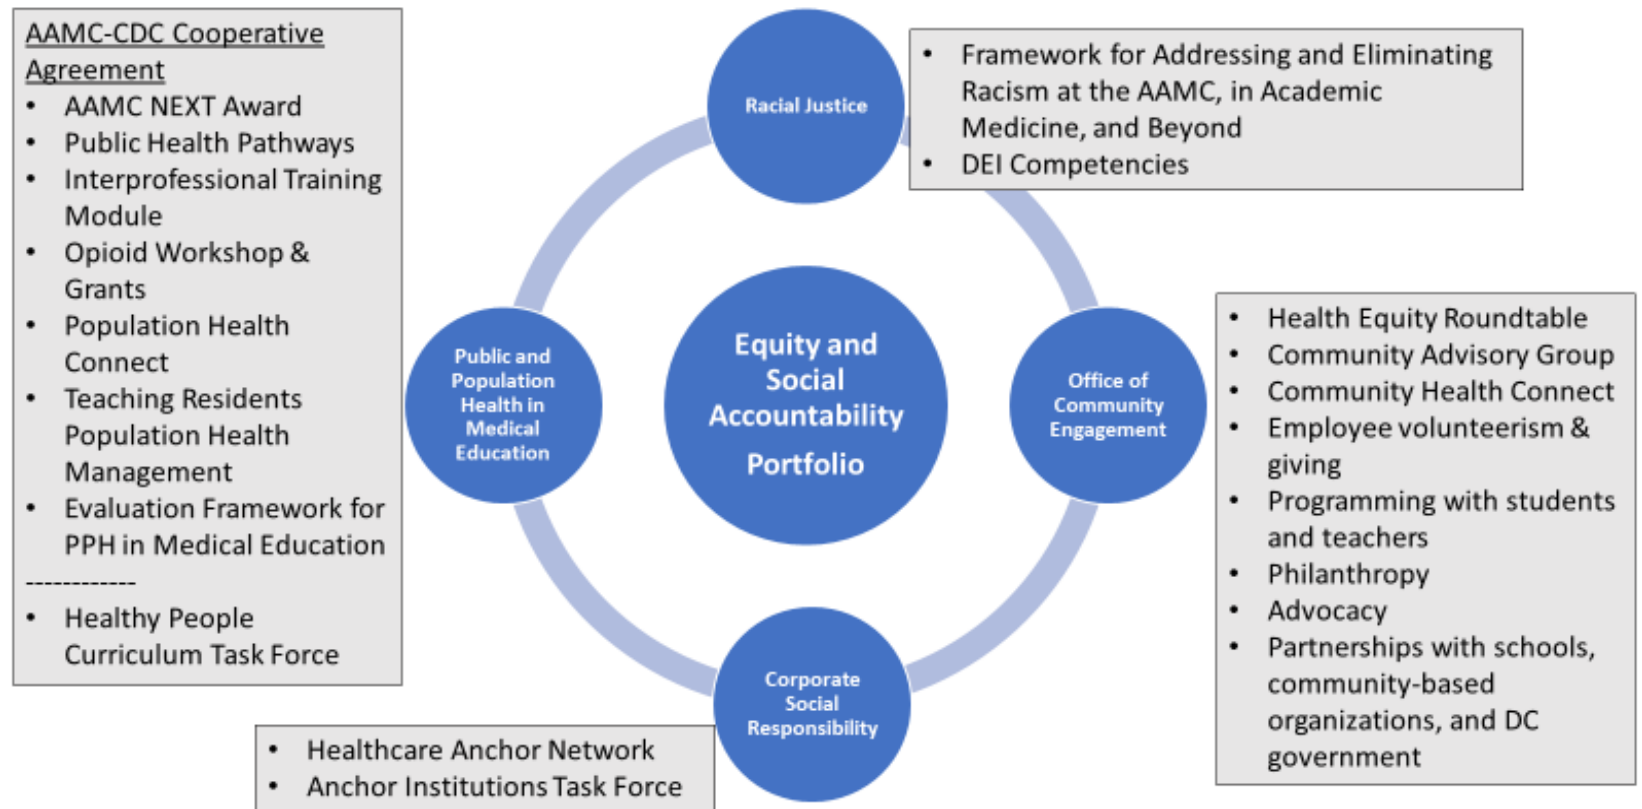 AAMC-CDC Cooperative
Agreement
• AAMC NEXT Award
• Public Health Pathways
• Interprofessional Training
Module
• Opioid Workshop &
Grants
• Population Health
Connect
• Teaching Residents
Population Health
Management
• Evaluation Framework for
PPH in Medical Education
------------
• Healthy People
Curriculum Task Force
Racial Justice
• Framework for Addressing and Eliminating
Racism at the AAMC, in Academic
Medicine, and Beyond
• DEI Competencies
Public and
Population
Health in
Medical
Education
Equity and
Social
Accountability
Portfolio
Office of
Community
Engagement
• Health Equity Roundtable
• Community Advisory Group
• Community Health Connect
• Employee volunteerism &
giving
• Programming with students
and teachers
• Philanthropy
• Advocacy
• Partnerships with schools,
community-based
organizations, and DC
government
Corporate
Social
Responsibility
• Healthcare Anchor Network
• Anchor Institutions Task Force